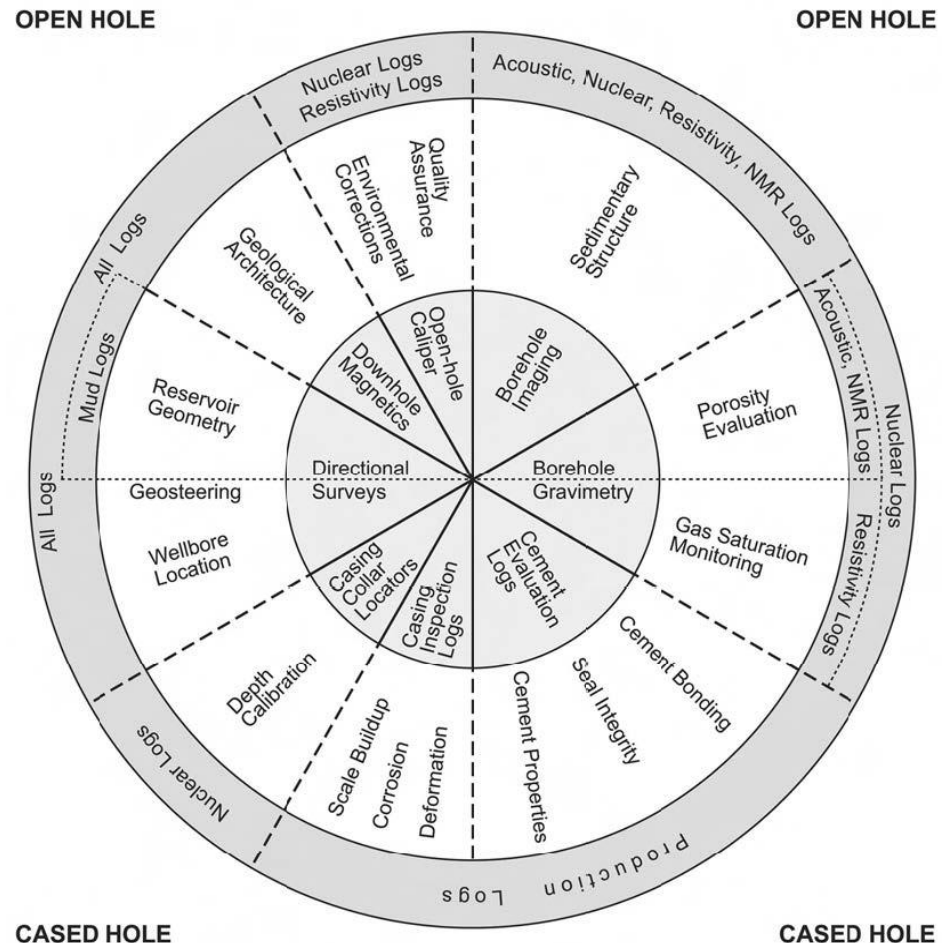 OPEN HOLE
OPEN HOLE
Nuclear Logs
Resistivity Logs
Acoustic, Nuclear, Resistivity, NMR Logs
All Logs
Mud Logs
All Logs
Acoustic, NMR Logs
Nuclear Logs
Resistivity Logs
Nuclear Logs
Production Logs
Quality
Assurance
Environmental
Corrections
Sedimentary
Structure
Geological
Architecture
Reservoir
Geometry
Porosity
Evaluation
Geosteering
Wellbore
Location
Gas Saturation
Monitoring
Depth
Calibration
Scale Buildup
Corrosion
Deformation
Cement Properties
Seal Integrity
Cement Bonding
Open-hole
Caliper
Downhole
Magnetics
Borehole
Imaging
Directional
Surveys
Borehole
Gravimetry
Casing
Collar
Locators
Casing
Inspection
Logs
Cement
Evaluation
Logs
CASED HOLE
CASED HOLE